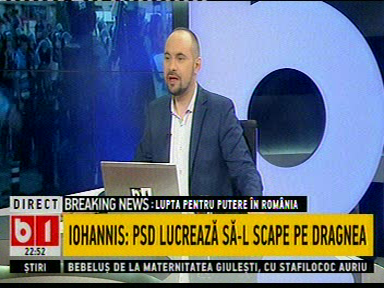 DIRECT
BREAKING NEWS : LUPTA PENTRU PUTERE ÎN ROMÂNIA
b1
22:52
IOHANNIS: PSD LUCREAZĂ SĂ-L SCAPE PE DRAGNEA
ȘTIRI
BEBELUȘ DE LA MATERNITATEA GIULEȘTI, CU STAFILOCOC AURIU
b1